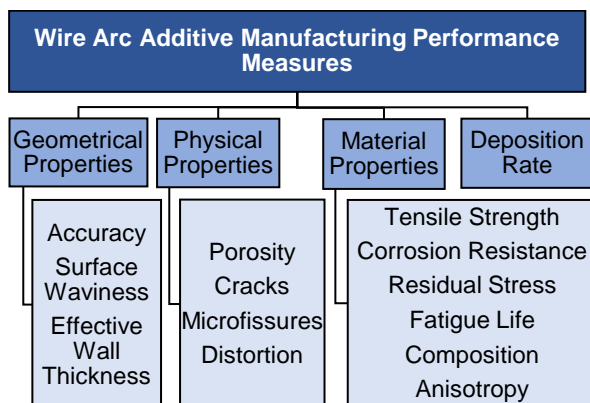 Wire Arc Additive Manufacturing Performance
Measures
Geometrical
Properties
Physical
Properties
Material
Properties
Deposition
Rate
Accuracy
Surface
Waviness
Effective
Wall
Thickness
Porosity
Cracks
Microfissures
Distortion
Tensile Strength
Corrosion Resistance
Residual Stress
Fatigue Life
Composition
Anisotropy